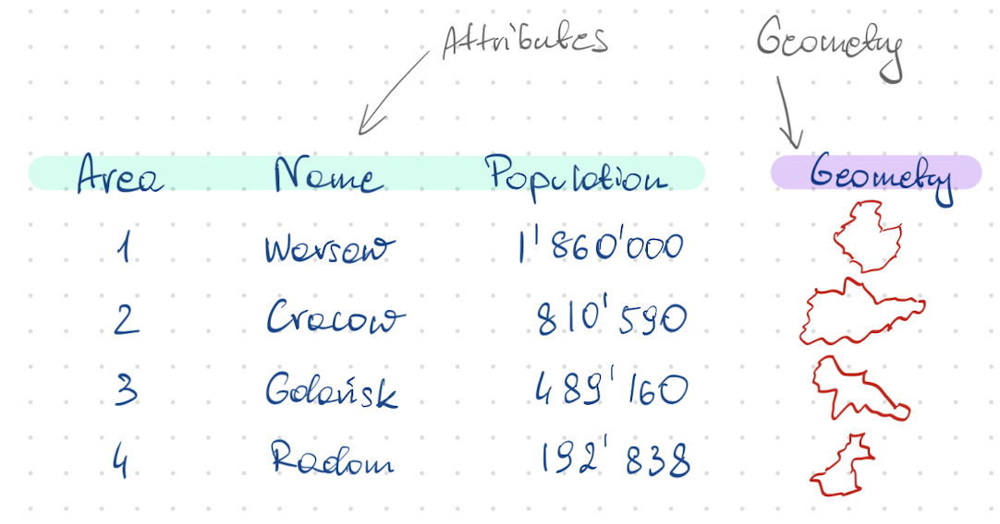 Attributes Geometry
Area Name Population Geometry
1 Warsaw 1'860'000
2 Cracow 810'590
3 Gdańsk 489'160
4 Radom 192'838